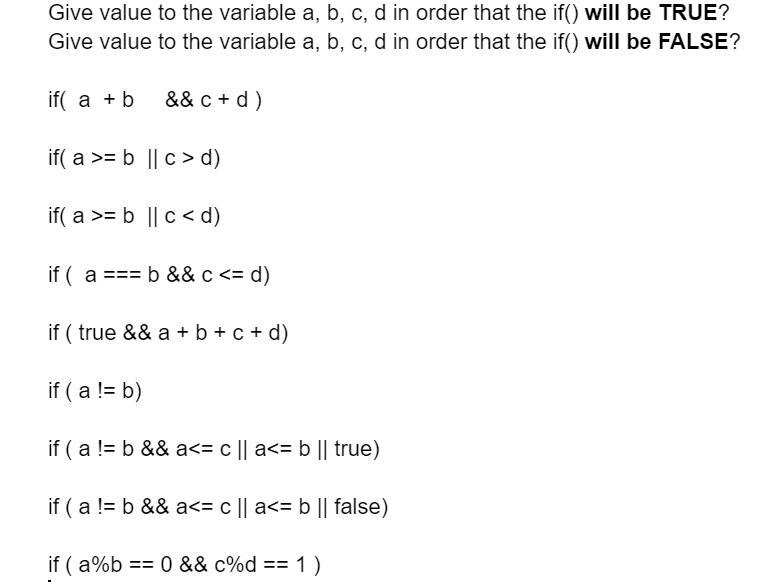 Give value to the variable a, b, c, d in order that the if() will be TRUE?
Give value to the variable a, b, c, d in order that the if() will be FALSE?
if( a + b && c + d )
if( a >= b || c > d)
if( a >= b || c < d)
if ( a === b && c <= d)
if ( true && a + b + c + d)
if ( a != b)
if ( a != b && a<= c || a<= b || true)
if ( a != b && a<= c || a<= b || false)
if ( a%b == 0 && c%d == 1 )